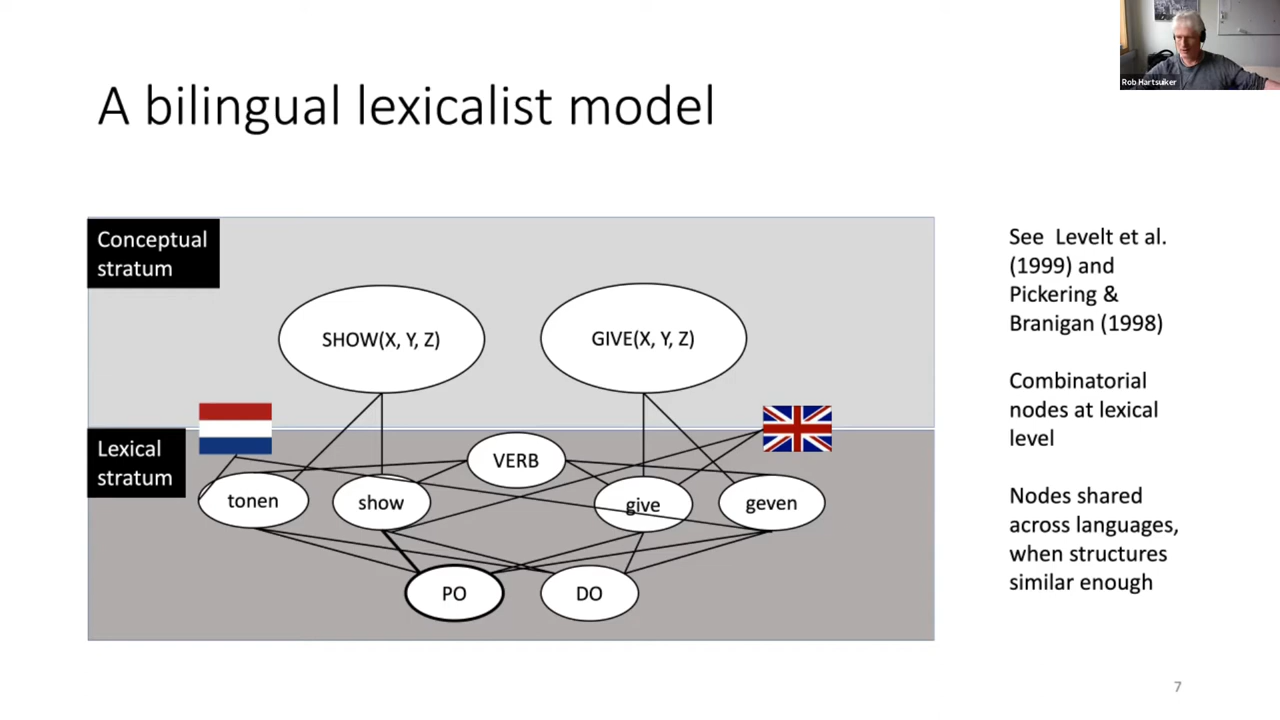 Rob Hartsuiker
A bilingual lexicalist model
Conceptual
stratum
SHOW(X, Y, Z)
GIVE(X, Y, Z)
Lexical
stratum
VERB
tonen
show
give
geven
PO
DO
See Levelt et al.
(1999) and
Pickering &
Branigan (1998)
Combinatorial
nodes at lexical
level
Nodes shared
across languages,
when structures
similar enough
7